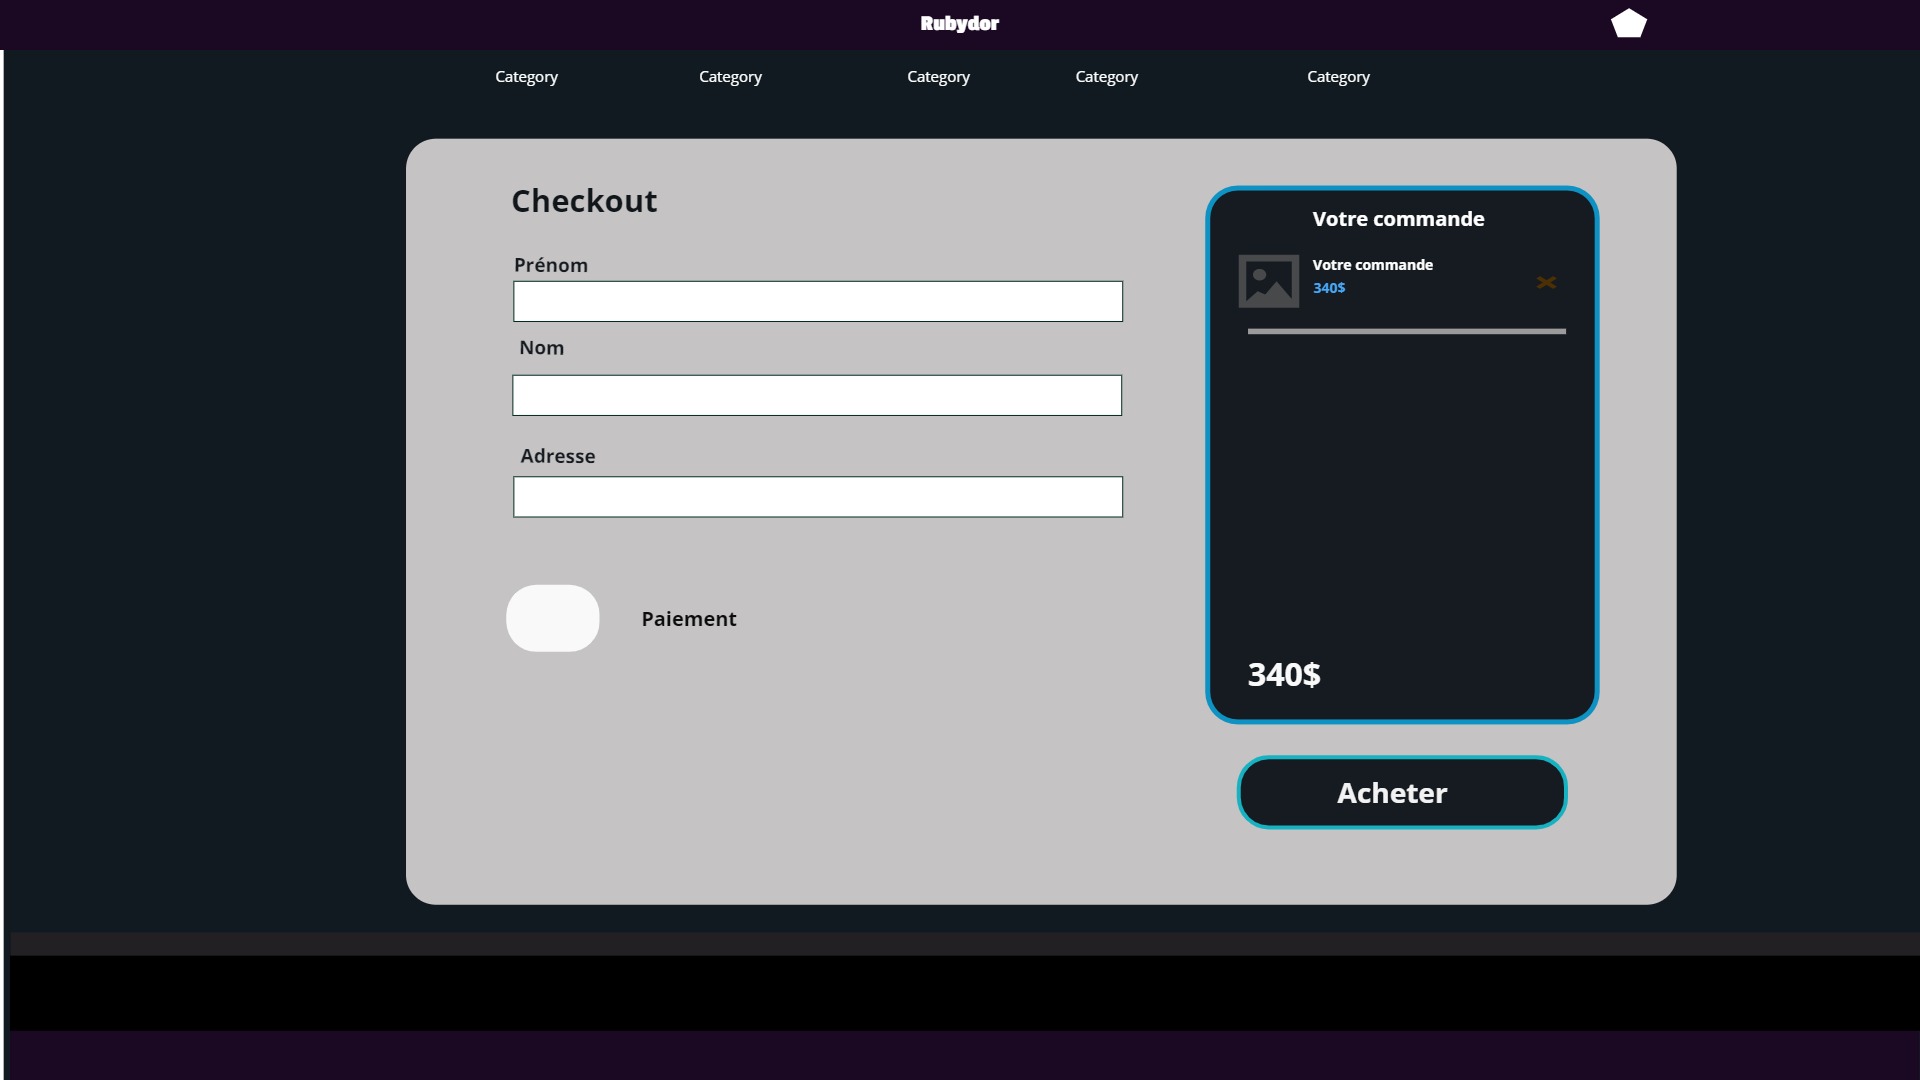 Rubydor
Category
Category
Category
Category
Category
Checkout
Prénom
Nom
Adresse
Paiement
Votre commande
Votre commande
340$
340$
Acheter